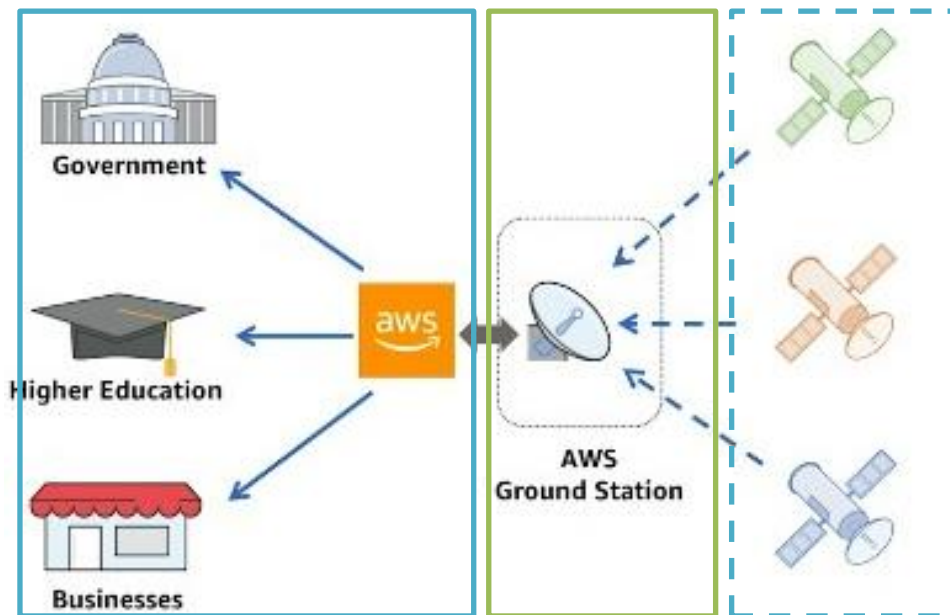 Government
aws
Higher Education
AWS
Ground Station
Businesses